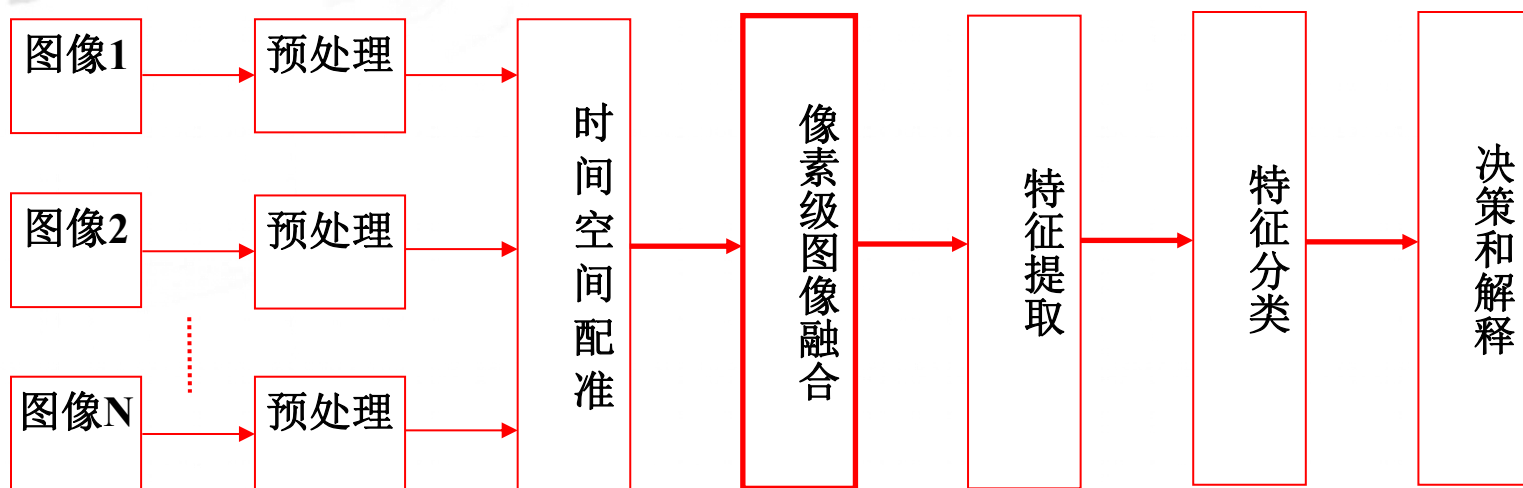 图像1
预处理
图像2
预处理
图像N
预处理
时间空间配准
像素级图像融合
特征提取
特征分类
决策和解释